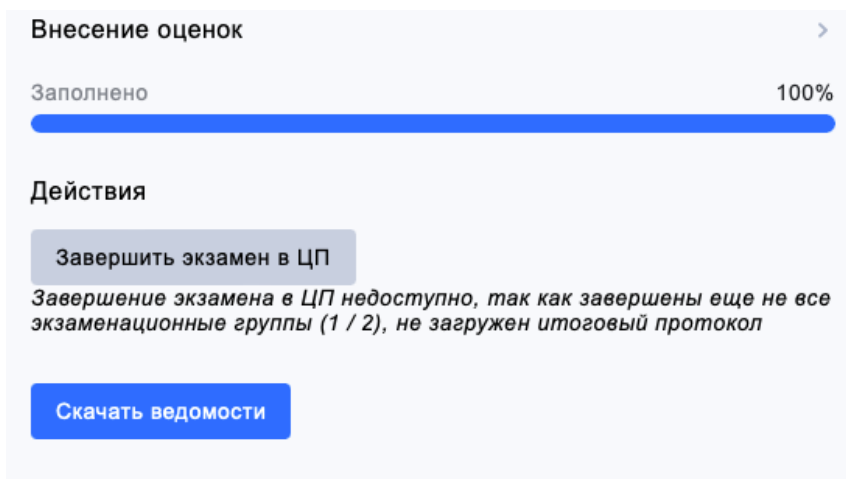 Внесение оценок
Заполнено 100%
Действия
Завершить экзамен в ЦП
Завершение экзамена в ЦП недоступно, так как завершены еще не все
экзаменационные группы (1 / 2), не загружен итоговый протокол
Скачать ведомости